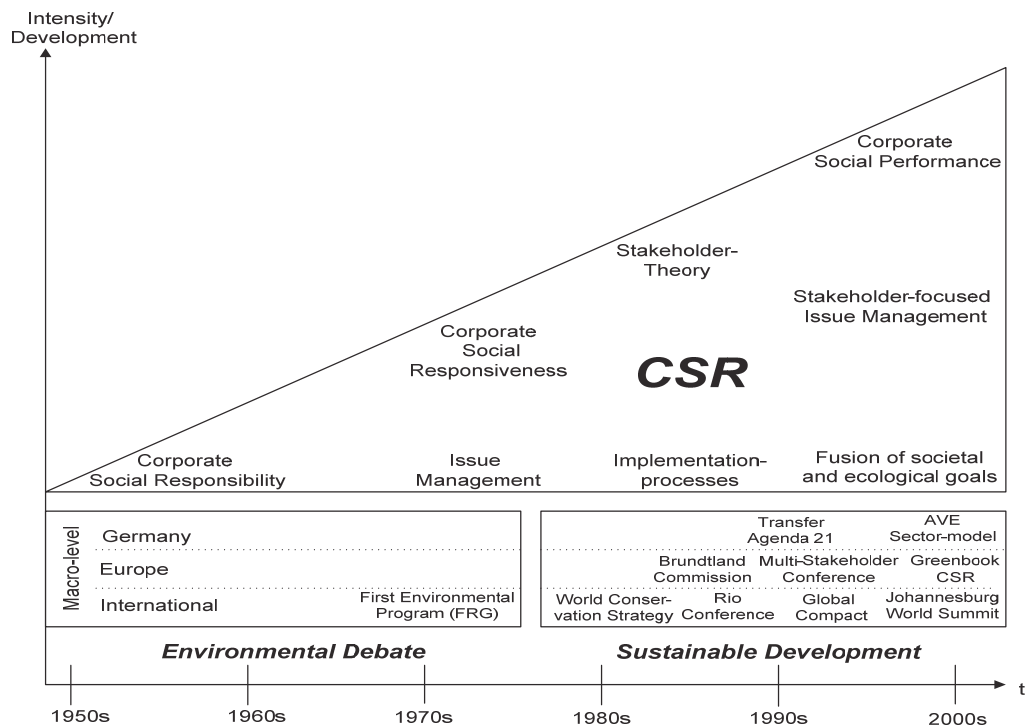 Intensity/
Development
Corporate
Social Performance
Stakeholder-
Theory
Stakeholder-focused
Issue Management
Corporate
Social
Responsiveness
CSR
Corporate
Social Responsibility
Issue
Management
Implementation-
processes
Fusion of societal
and ecological goals
Macro-level
Germany
Transfer
Agenda 21
AVE
Sector-model
Europe
Brundtland
Commission
Multi-Stakeholder
Conference
Greenbook
CSR
International
First Environmental
Program (FRG)
World Conser-
vation Strategy
Rio
Conference
Global
Compact
Johannesburg
World Summit
Environmental Debate
Sustainable Development
t
1950s
1960s
1970s
1980s
1990s
2000s